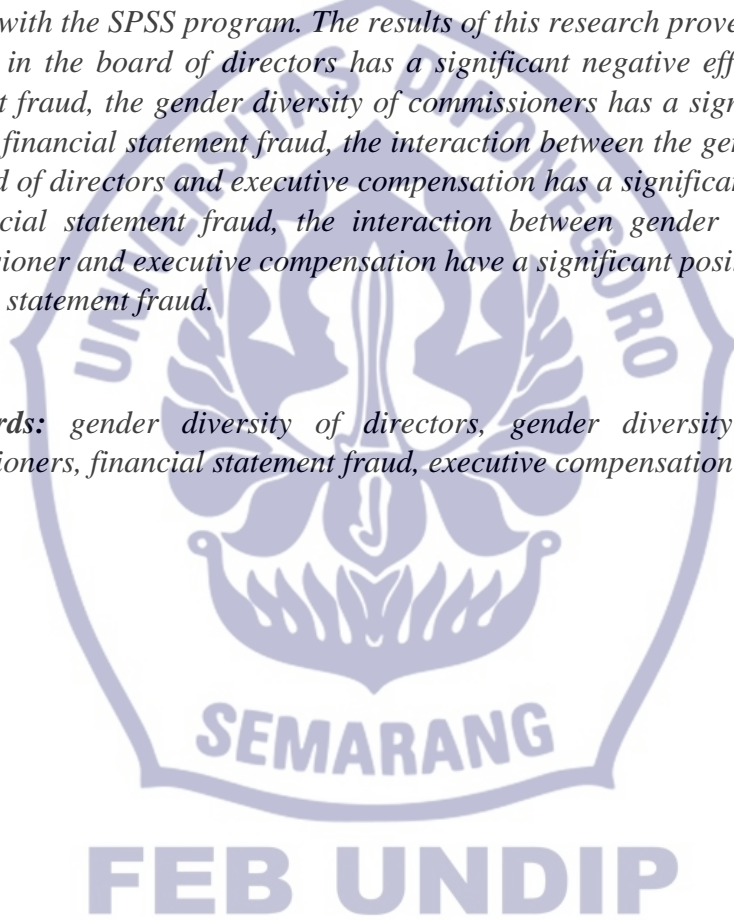 with the SPSS program. The results of this research prove
in the board of directors has a significant negative eff
t fraud, the gender diversity of commissioners has a sign
financial statement fraud, the interaction between the gen
d of directors and executive compensation has a significan
cial statement fraud, the interaction between gender
ioner and executive compensation have a significant posi
statement fraud.
rds: gender diversity of directors, gender diversity
ioners, financial statement fraud, executive compensation
UNIVERSITAS DIPONEGORO
SEMARANG
FEB UNDIP